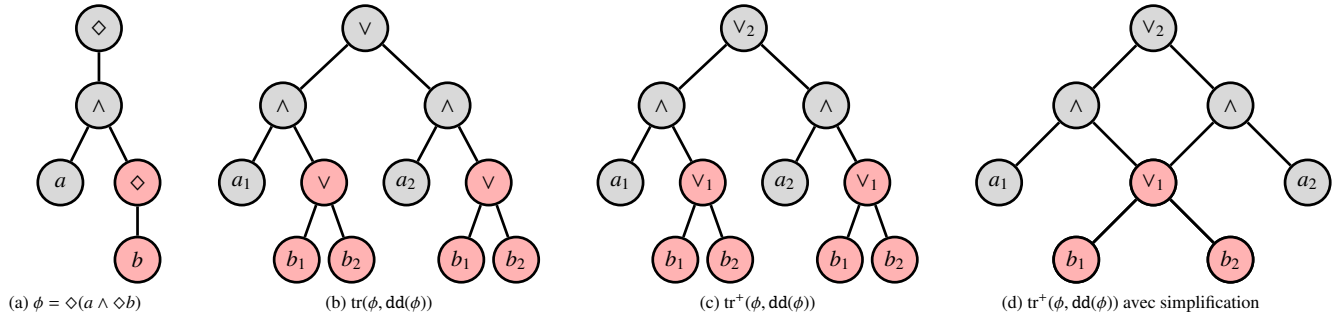 ◇ ∨ ∨₂ ∨₂
∧ ∧ ∧ ∧ ∧ ∧ ∧
a ◇ a₁ ∨ a₂ ∨ a₁ ∨₁ a₂ ∨₁ a₁ ∨₁ a₂
b b₁ b₂ b₁ b₂ b₁ b₂ b₁ b₂ b₁ b₂
(a) ϕ = ◇(a ∧ ◇b) (b) tr(ϕ, dd(ϕ)) (c) tr⁺(ϕ, dd(ϕ)) (d) tr⁺(ϕ, dd(ϕ)) avec simplification